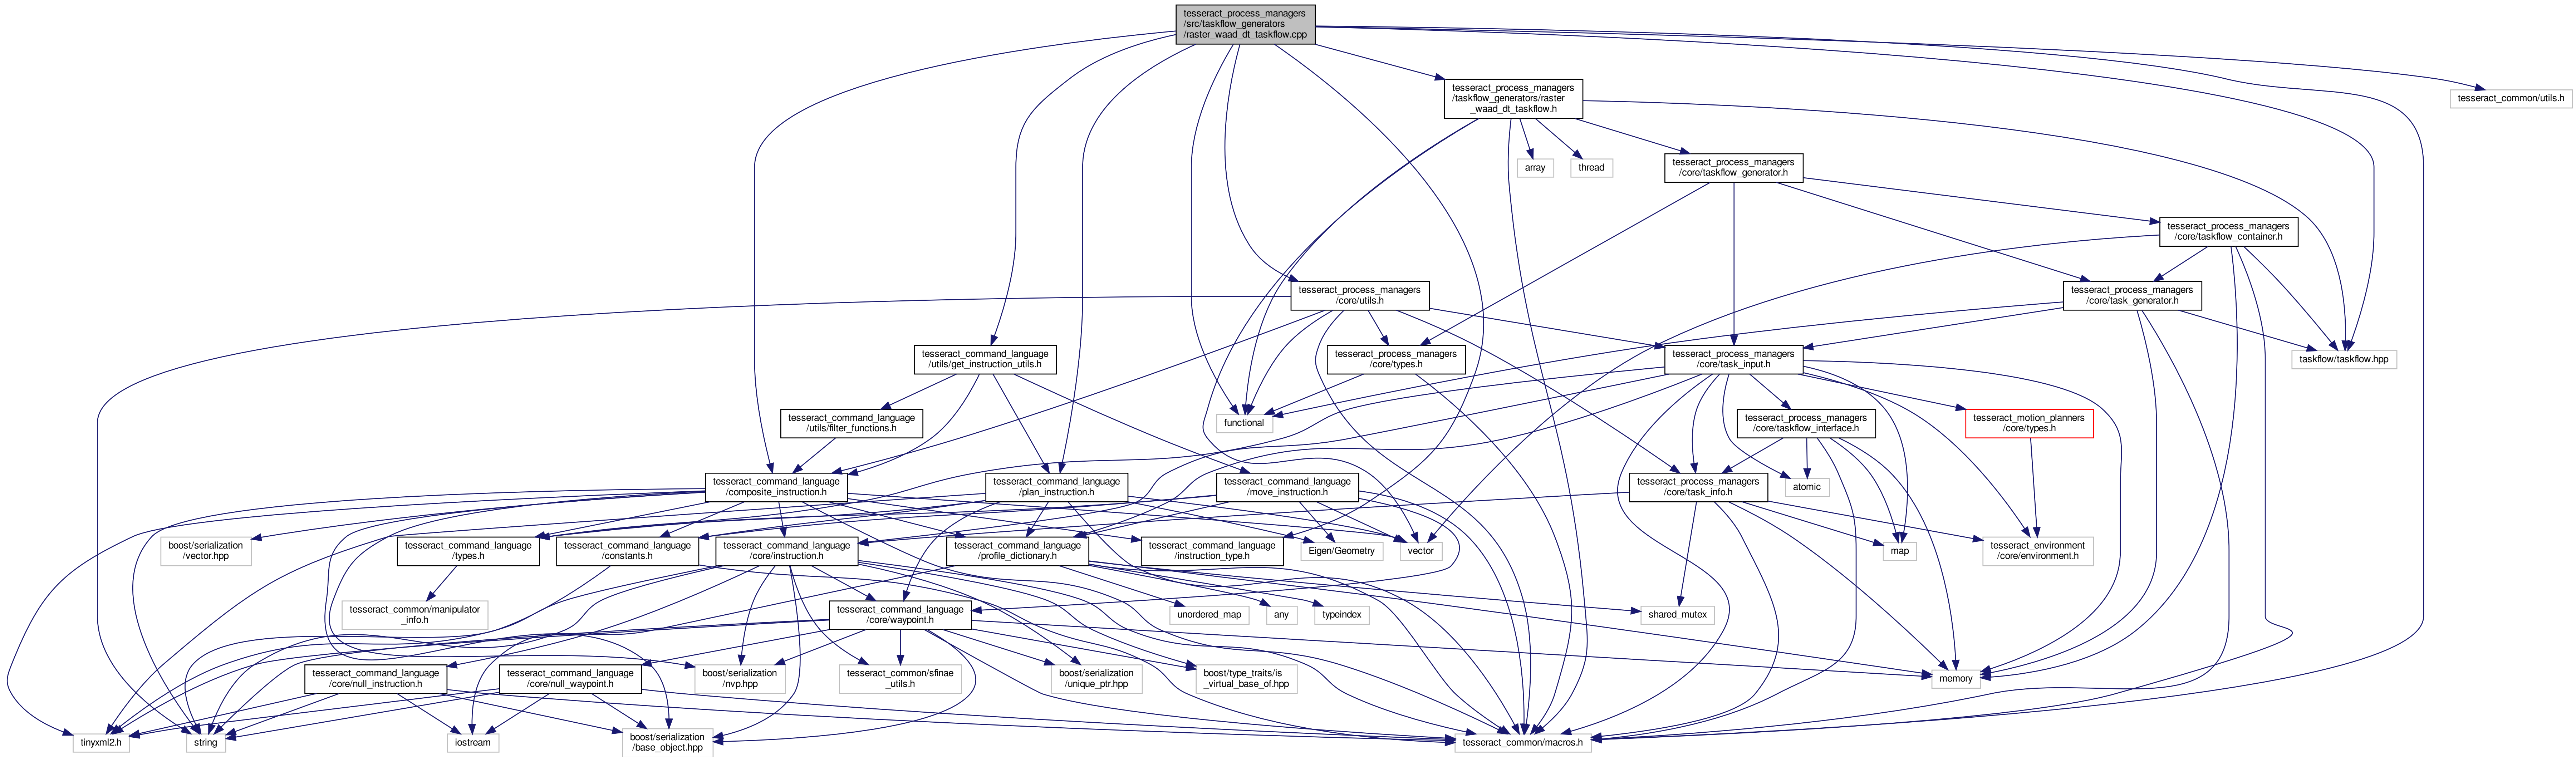 tesseract_process_managers
/src/taskflow_generators
/raster_waad_dt_taskflow.cpp
tesseract_process_managers
/taskflow_generators/raster
_waad_dt_taskflow.h
tesseract_common/utils.h
array
thread
tesseract_process_managers
/core/taskflow_generator.h
tesseract_process_managers
/core/taskflow_container.h
tesseract_process_managers
/core/utils.h
tesseract_process_managers
/core/task_generator.h
tesseract_command_language
/utils/get_instruction_utils.h
tesseract_process_managers
/core/types.h
tesseract_process_managers
/core/task_input.h
taskflow/taskflow.hpp
tesseract_command_language
/utils/filter_functions.h
functional
tesseract_process_managers
/core/taskflow_interface.h
tesseract_motion_planners
/core/types.h
tesseract_command_language
/composite_instruction.h
tesseract_command_language
/plan_instruction.h
tesseract_command_language
/move_instruction.h
tesseract_process_managers
/core/task_info.h
atomic
boost/serialization
/vector.hpp
tesseract_command_language
/types.h
tesseract_command_language
/constants.h
tesseract_command_language
/core/instruction.h
tesseract_command_language
/profile_dictionary.h
tesseract_command_language
/instruction_type.h
Eigen/Geometry
vector
map
tesseract_environment
/core/environment.h
tesseract_common/manipulator
_info.h
tesseract_command_language
/core/waypoint.h
unordered_map
any
typeindex
shared_mutex
tesseract_command_language
/core/null_instruction.h
tesseract_command_language
/core/null_waypoint.h
boost/serialization
/nvp.hpp
tesseract_common/sfinae
_utils.h
boost/serialization
/unique_ptr.hpp
boost/type_traits/is
_virtual_base_of.hpp
memory
tinyxml2.h
string
iostream
boost/serialization
/base_object.hpp
tesseract_common/macros.h